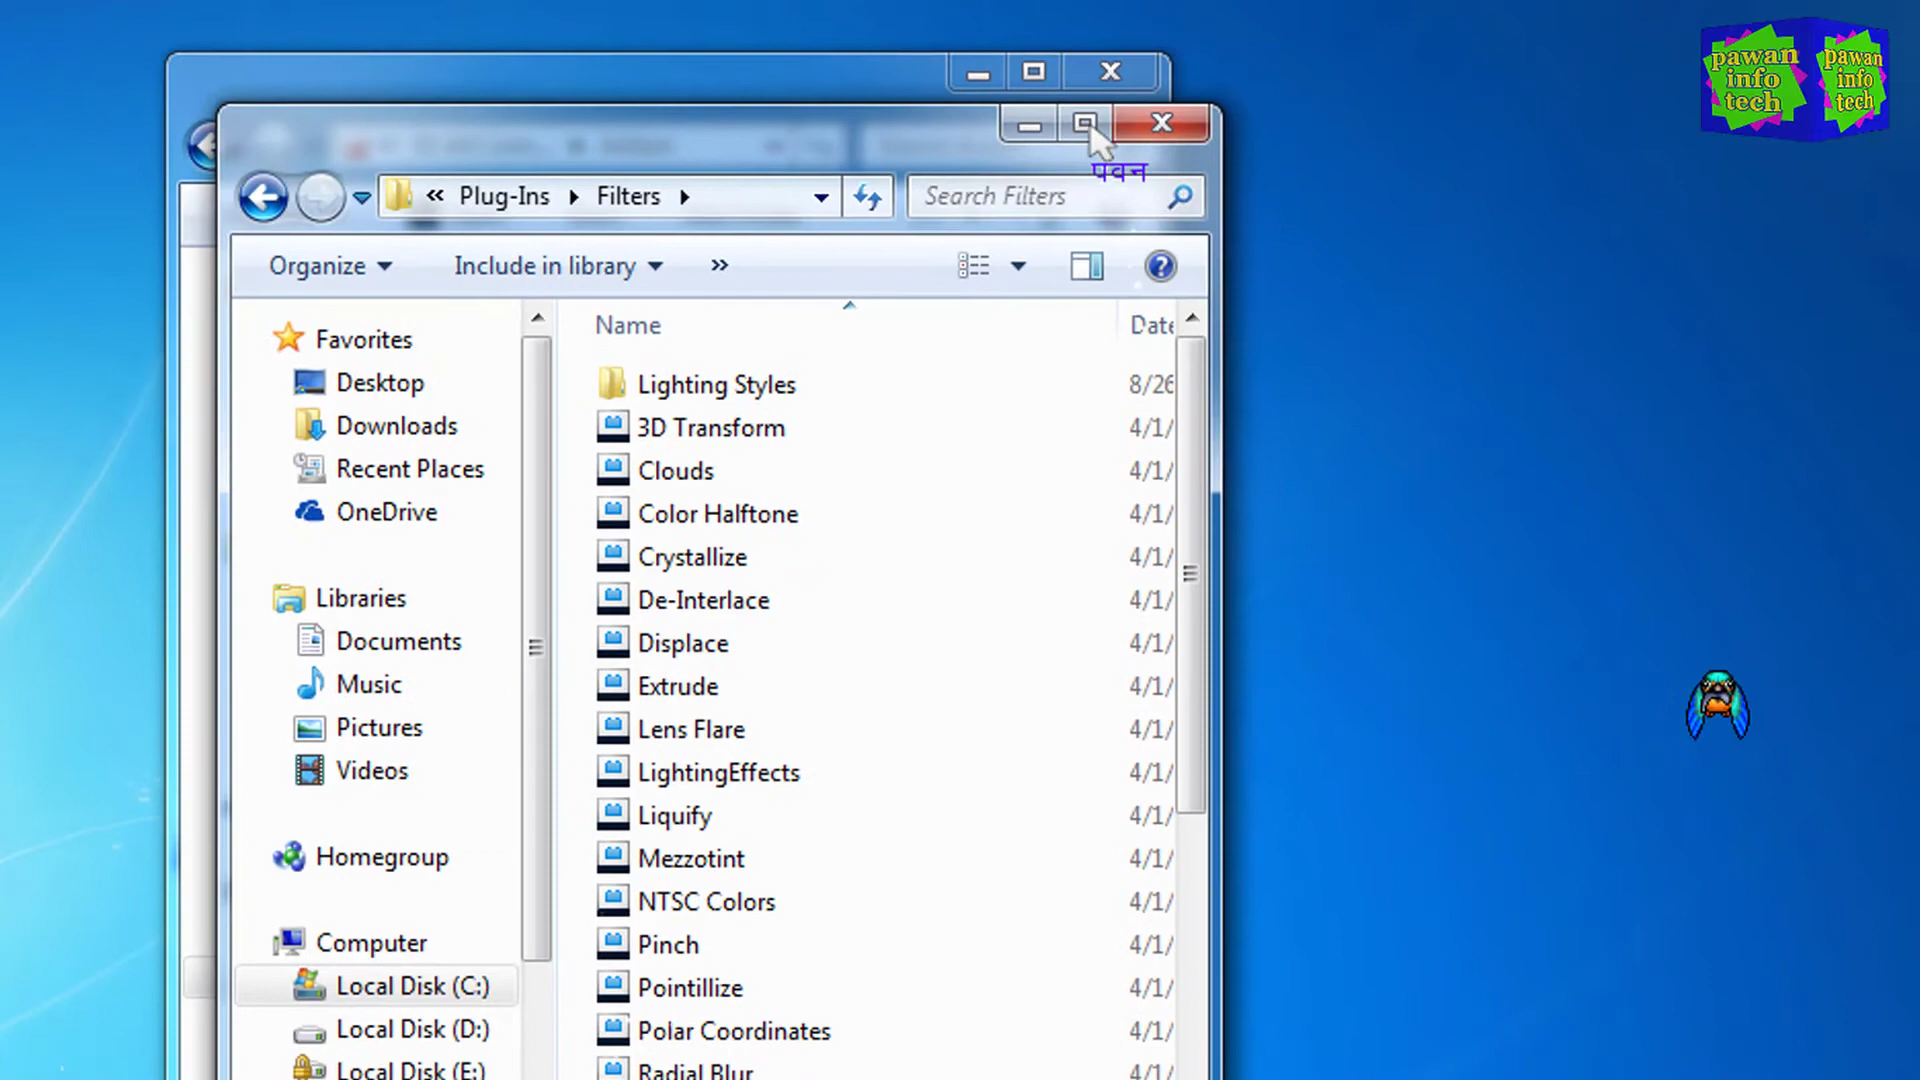 pawan
info
tech
pawan
info
tech
पवन
Plug-Ins
Filters
Search Filters
Organize
Include in library
»
Name
Date
Favorites
Desktop
Downloads
Recent Places
OneDrive
Libraries
Documents
Music
Pictures
Videos
Homegroup
Computer
Local Disk (C:)
Local Disk (D:)
Local Disk (E:)
Lighting Styles 8/26
3D Transform 4/1/
Clouds 4/1/
Color Halftone 4/1/
Crystallize 4/1/
De-Interlace 4/1/
Displace 4/1/
Extrude 4/1/
Lens Flare 4/1/
LightingEffects 4/1/
Liquify 4/1/
Mezzotint 4/1/
NTSC Colors 4/1/
Pinch 4/1/
Pointillize 4/1/
Polar Coordinates 4/1/
Radial Blur 4/1/